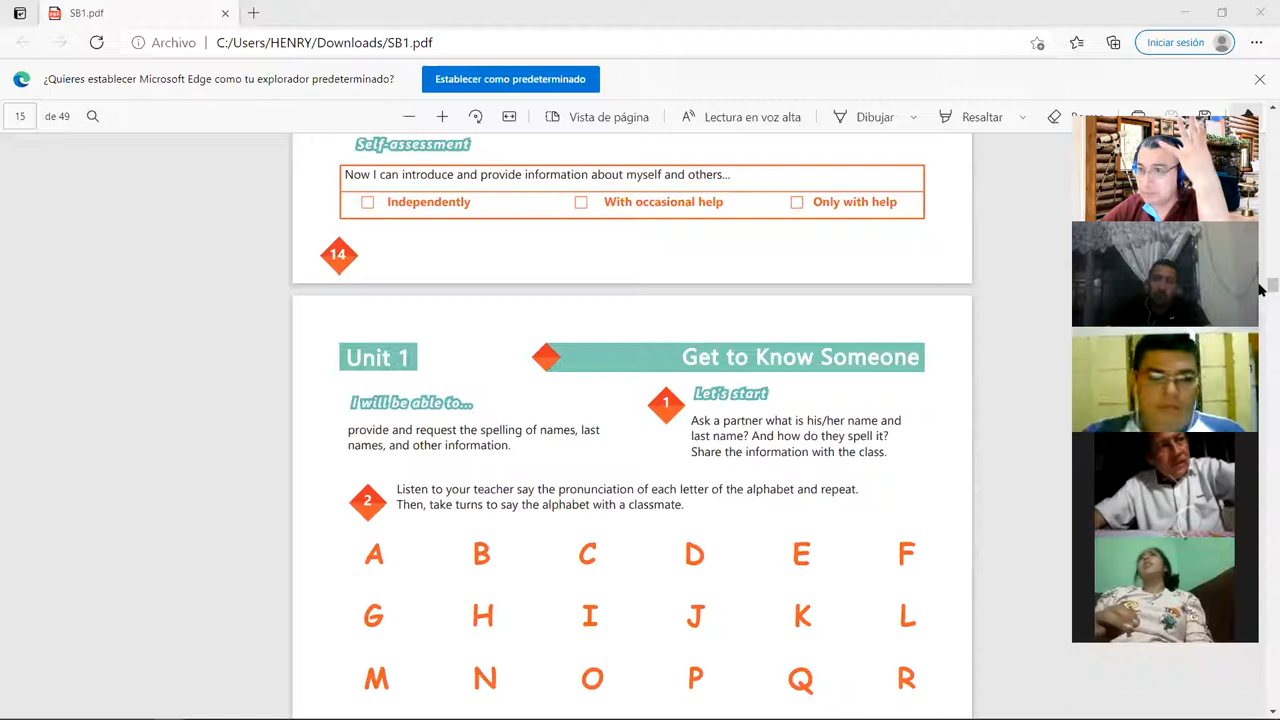 SB1.pdf
Archivo C:/Users/HENRY/Downloads/SB1.pdf
Iniciar sesión
¿Quieres establecer Microsoft Edge como tu explorador predeterminado? Establecer como predeterminado
15 de 49 Vista de página Lectura en voz alta Dibujar Resaltar
Self-assessment
Now I can introduce and provide information about myself and others...
Independently With occasional help Only with help
14
Unit 1 Get to Know Someone
I will be able to...
provide and request the spelling of names, last
names, and other information.
1 Let's start
Ask a partner what is his/her name and
last name? And how do they spell it?
Share the information with the class.
2 Listen to your teacher say the pronunciation of each letter of the alphabet and repeat.
Then, take turns to say the alphabet with a classmate.
A B C D E F
G H I J K L
M N O P Q R